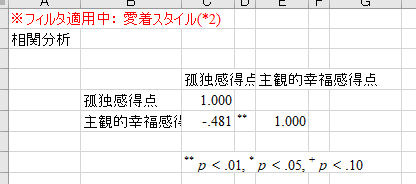 A B C D E F G
※フィルタ適用中: 愛着スタイル(*2)
相関分析
孤独感得点 主観的幸福感得点
孤独感得点 1.000
主観的幸福感得 -.481 ** 1.000
** p < .01, * p < .05, + p < .10